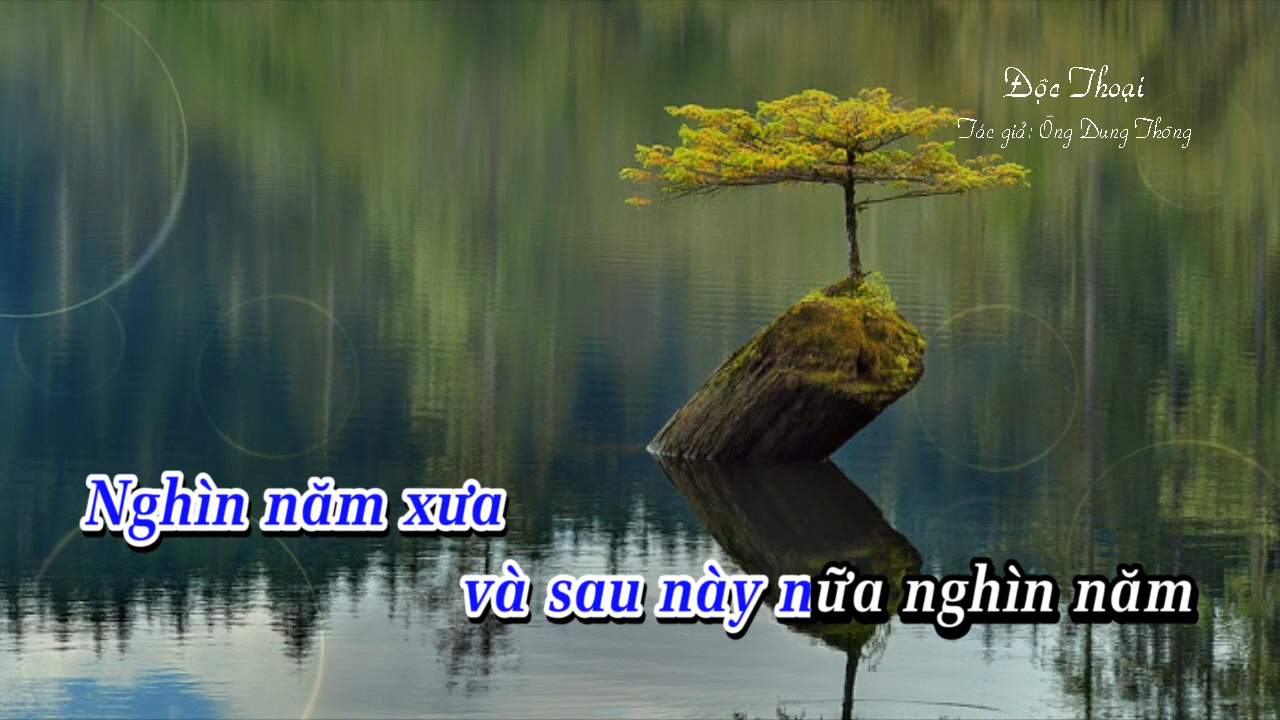 Độc Thoại
Tác giả: Ông Dung Thông
Nghìn năm xưa
và sau này nữa nghìn năm